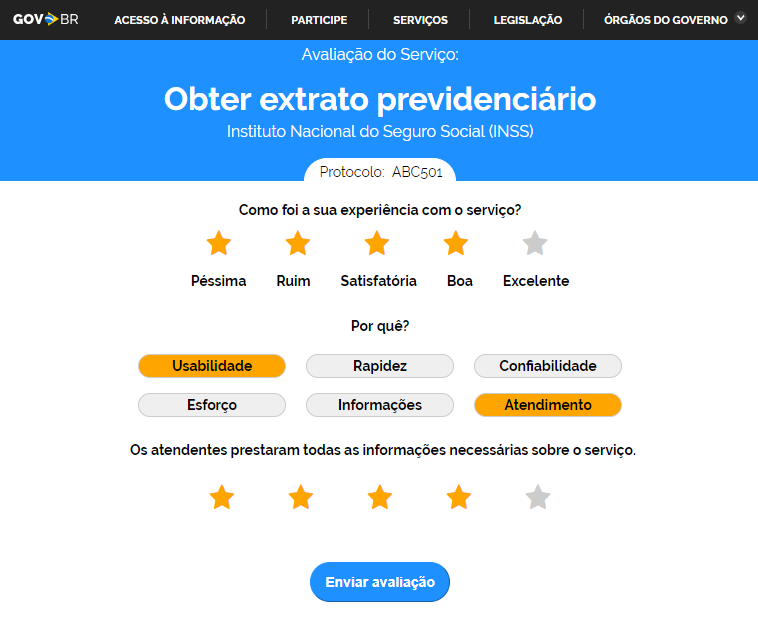 GOV BR ACESSO À INFORMAÇÃO PARTICIPE SERVIÇOS LEGISLAÇÃO ÓRGÃOS DO GOVERNO
Avaliação do Serviço:
Obter extrato previdenciário
Instituto Nacional do Seguro Social (INSS)
Protocolo: ABC501
Como foi a sua experiência com o serviço?
Péssima Ruim Satisfatória Boa Excelente
Por quê?
Usabilidade Rapidez Confiabilidade
Esforço Informações Atendimento
Os atendentes prestaram todas as informações necessárias sobre o serviço.
Enviar avaliação